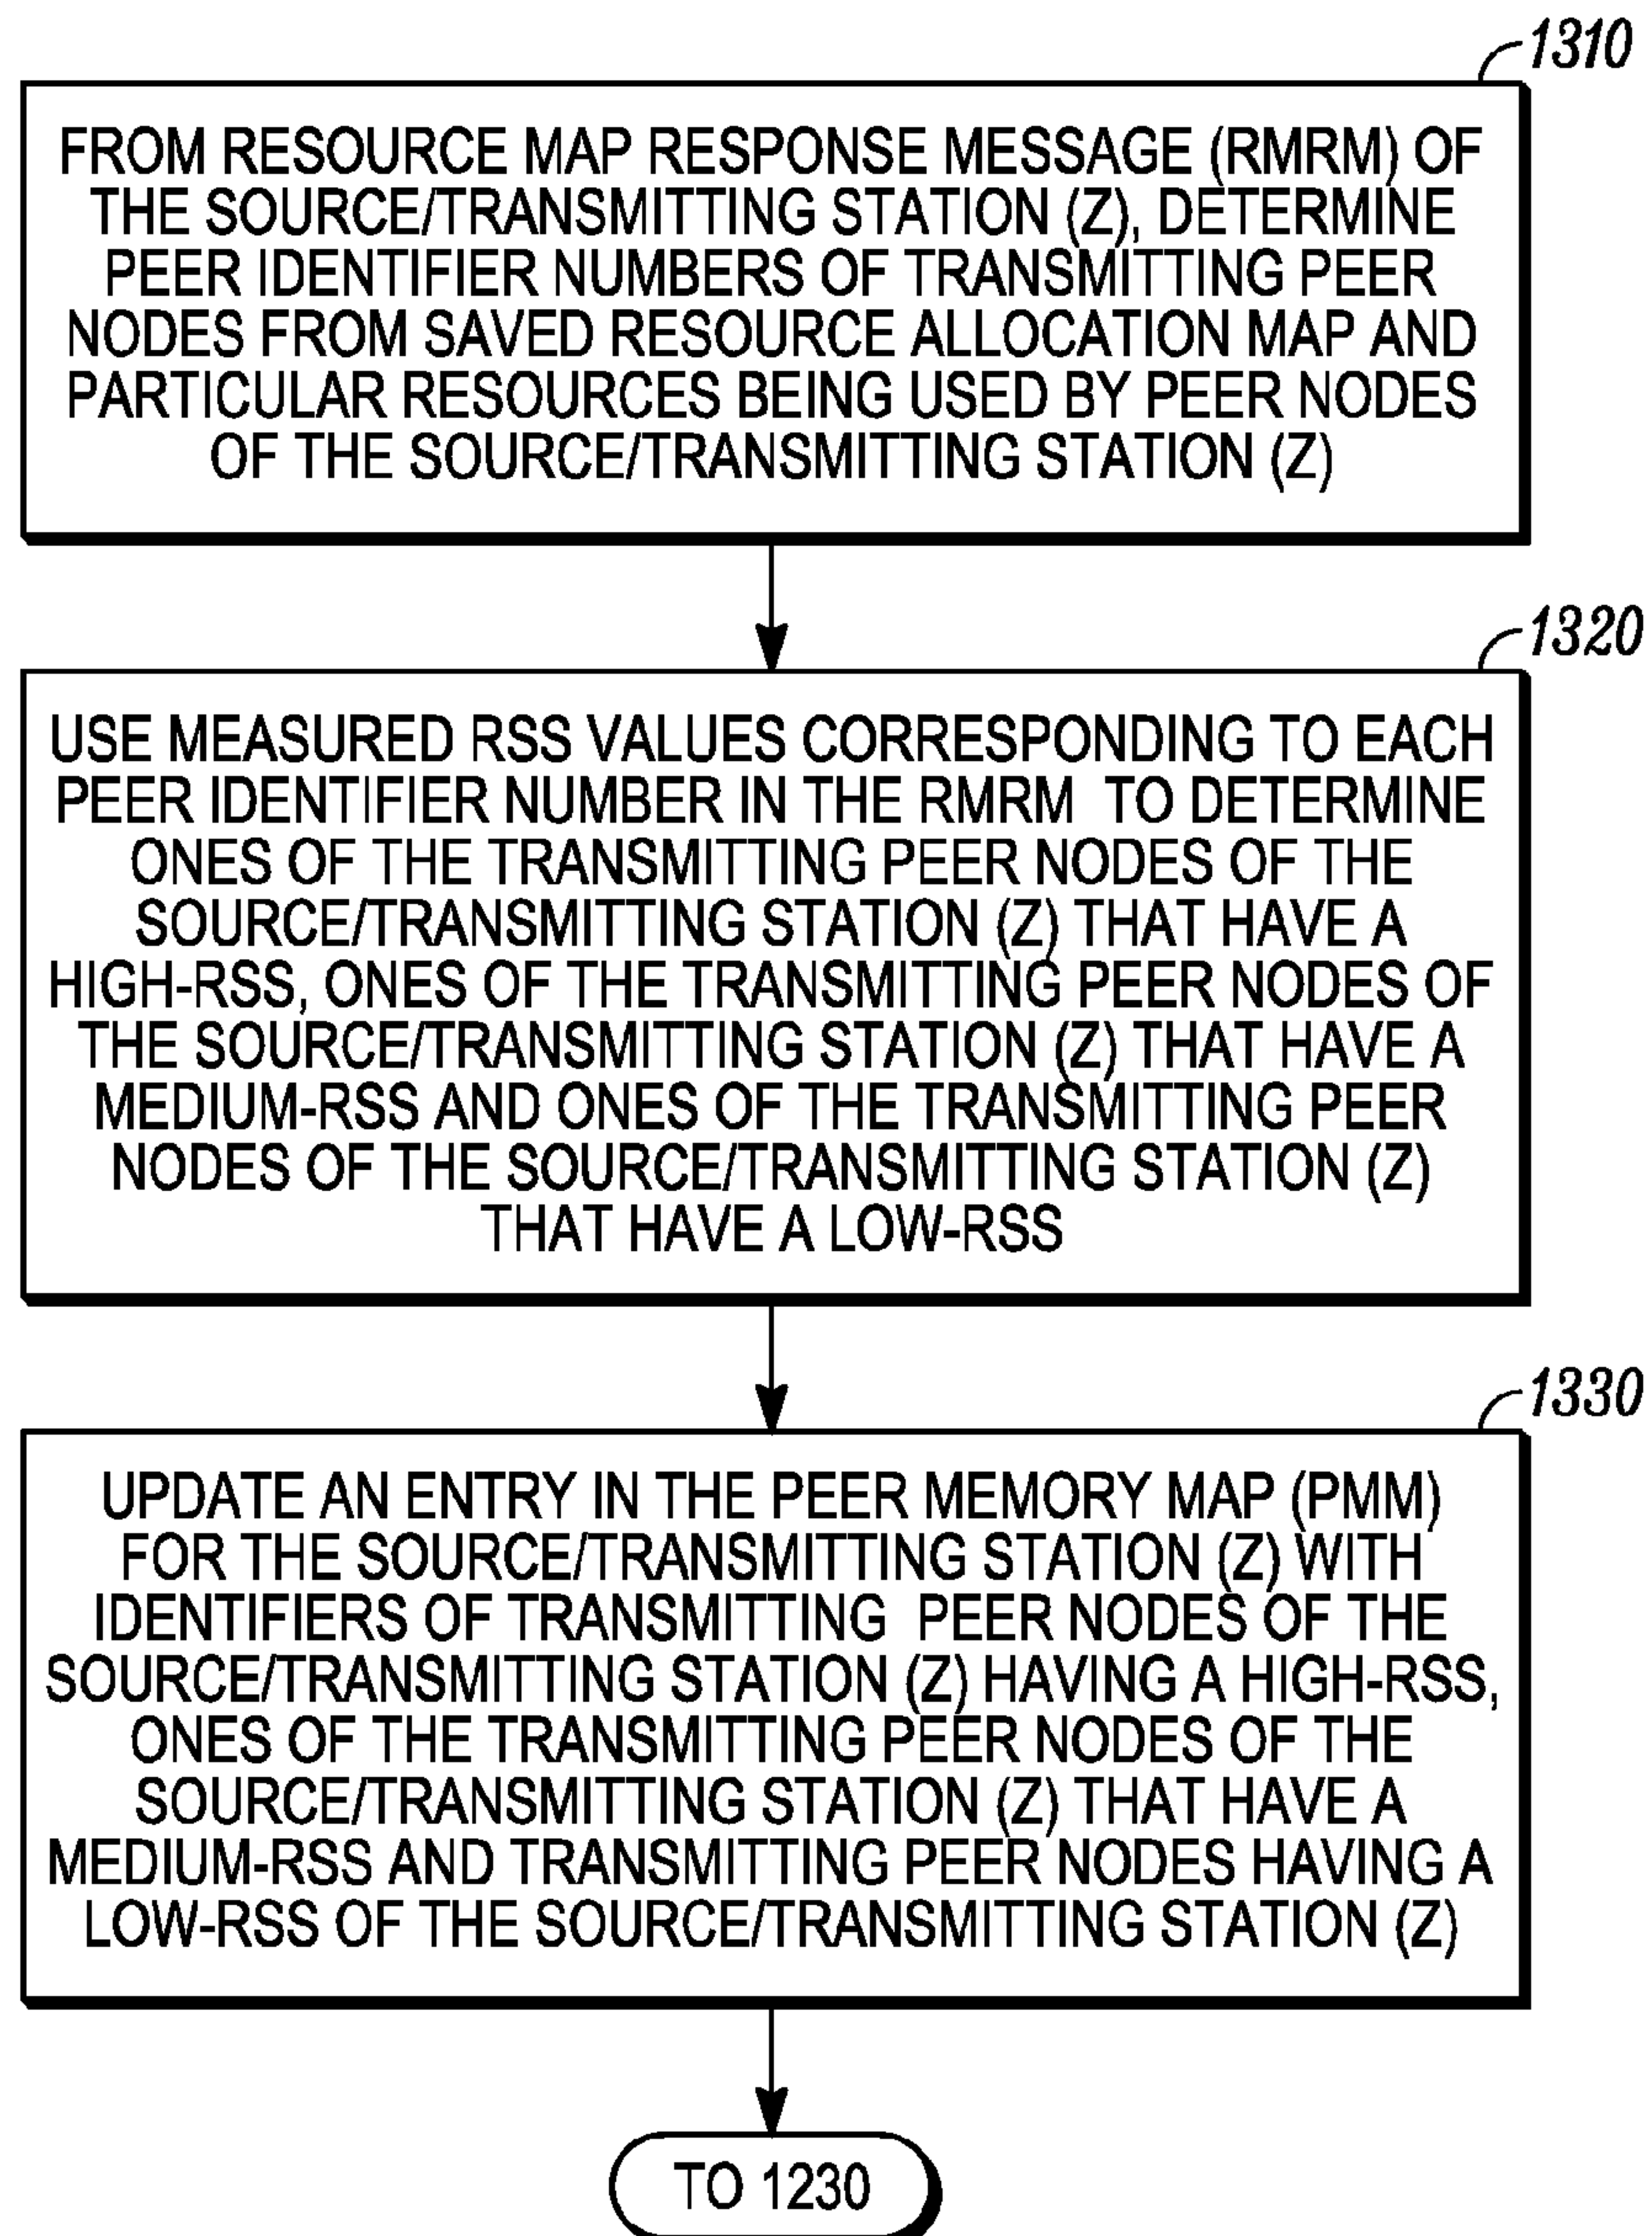 1310
FROM RESOURCE MAP RESPONSE MESSAGE (RMRM) OF
THE SOURCE/TRANSMITTING STATION (Z), DETERMINE
PEER IDENTIFIER NUMBERS OF TRANSMITTING PEER
NODES FROM SAVED RESOURCE ALLOCATION MAP AND
PARTICULAR RESOURCES BEING USED BY PEER NODES
OF THE SOURCE/TRANSMITTING STATION (Z)
1320
USE MEASURED RSS VALUES CORRESPONDING TO EACH
PEER IDENTIFIER NUMBER IN THE RMRM TO DETERMINE
ONES OF THE TRANSMITTING PEER NODES OF THE
SOURCE/TRANSMITTING STATION (Z) THAT HAVE A
HIGH-RSS, ONES OF THE TRANSMITTING PEER NODES OF
THE SOURCE/TRANSMITTING STATION (Z) THAT HAVE A
MEDIUM-RSS AND ONES OF THE TRANSMITTING PEER
NODES OF THE SOURCE/TRANSMITTING STATION (Z)
THAT HAVE A LOW-RSS
1330
UPDATE AN ENTRY IN THE PEER MEMORY MAP (PMM)
FOR THE SOURCE/TRANSMITTING STATION (Z) WITH
IDENTIFIERS OF TRANSMITTING PEER NODES OF THE
SOURCE/TRANSMITTING STATION (Z) HAVING A HIGH-RSS,
ONES OF THE TRANSMITTING PEER NODES OF THE
SOURCE/TRANSMITTING STATION (Z) THAT HAVE A
MEDIUM-RSS AND TRANSMITTING PEER NODES HAVING A
LOW-RSS OF THE SOURCE/TRANSMITTING STATION (Z)
TO 1230